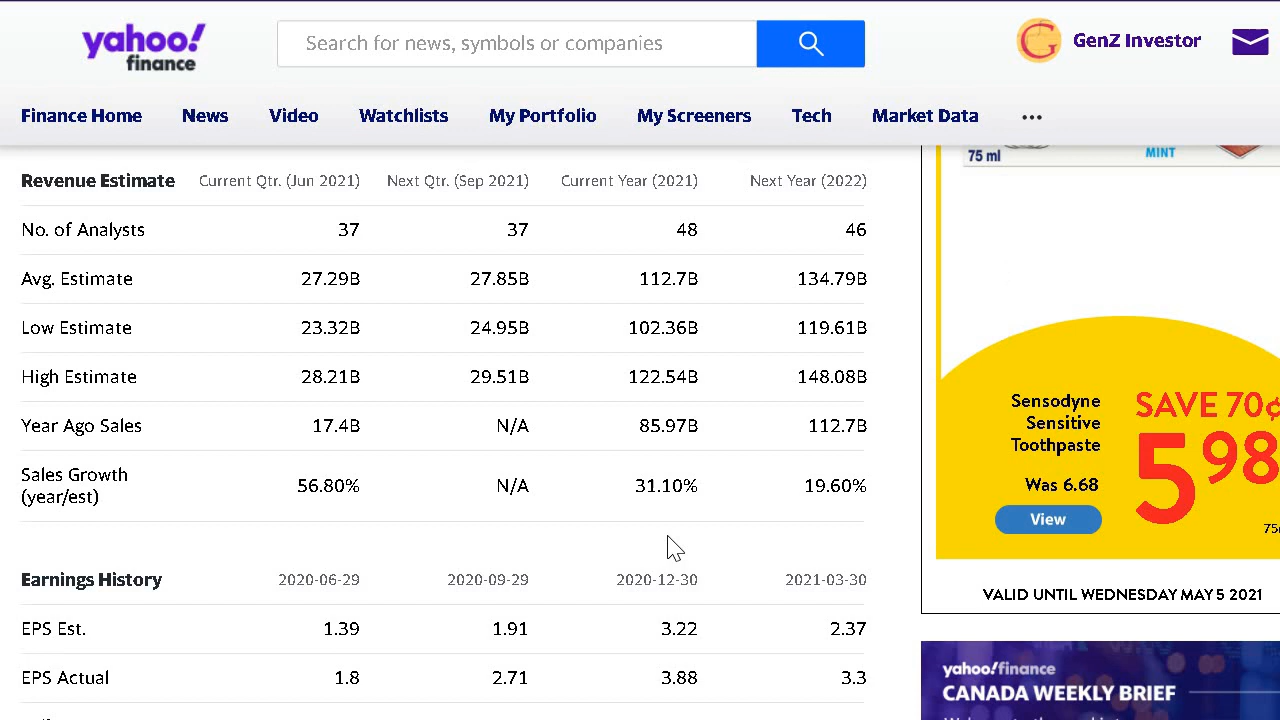 yahoo!
finance
Search for news, symbols or companies
GenZ Investor
Finance Home News Video Watchlists My Portfolio My Screeners Tech Market Data ...
75 ml MINT
Revenue Estimate Current Qtr. (Jun 2021) Next Qtr. (Sep 2021) Current Year (2021) Next Year (2022)
No. of Analysts 37 37 48 46
Avg. Estimate 27.29B 27.85B 112.7B 134.79B
Low Estimate 23.32B 24.95B 102.36B 119.61B
High Estimate 28.21B 29.51B 122.54B 148.08B
Year Ago Sales 17.4B N/A 85.97B 112.7B
Sales Growth
(year/est) 56.80% N/A 31.10% 19.60%
Earnings History 2020-06-29 2020-09-29 2020-12-30 2021-03-30
EPS Est. 1.39 1.91 3.22 2.37
EPS Actual 1.8 2.71 3.88 3.3
Sensodyne
Sensitive
Toothpaste
Was 6.68
View
SAVE 70¢
5 98
VALID UNTIL WEDNESDAY MAY 5 2021
yahoo!finance
CANADA WEEKLY BRIEF